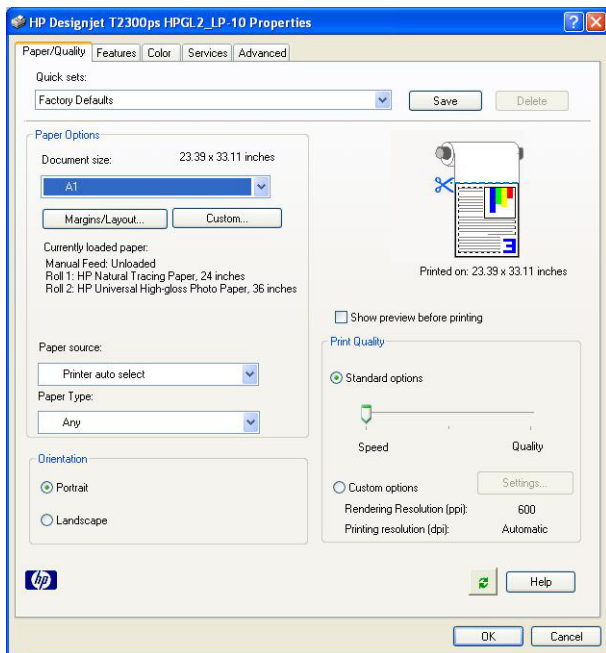 HP Designjet T2300ps HPGL2_LP-10 Properties
Paper/Quality Features Color Services Advanced
Quick sets:
Factory Defaults
Save
Delete
Paper Options
Document size: 23.39 x 33.11 inches
A1
Margins/Layout...
Custom...
Currently loaded paper:
Manual Feed: Unloaded
Roll 1: HP Natural Tracing Paper, 24 inches
Roll 2: HP Universal High-gloss Photo Paper, 36 inches
Paper source:
Printer auto select
Paper Type:
Any
Orientation
Portrait
Landscape
3
Printed on: 23.39 x 33.11 inches
Show preview before printing
Print Quality
Standard options
Speed Quality
Custom options
Settings...
Rendering Resolution (ppi): 600
Printing resolution (dpi): Automatic
hp
Help
OK
Cancel